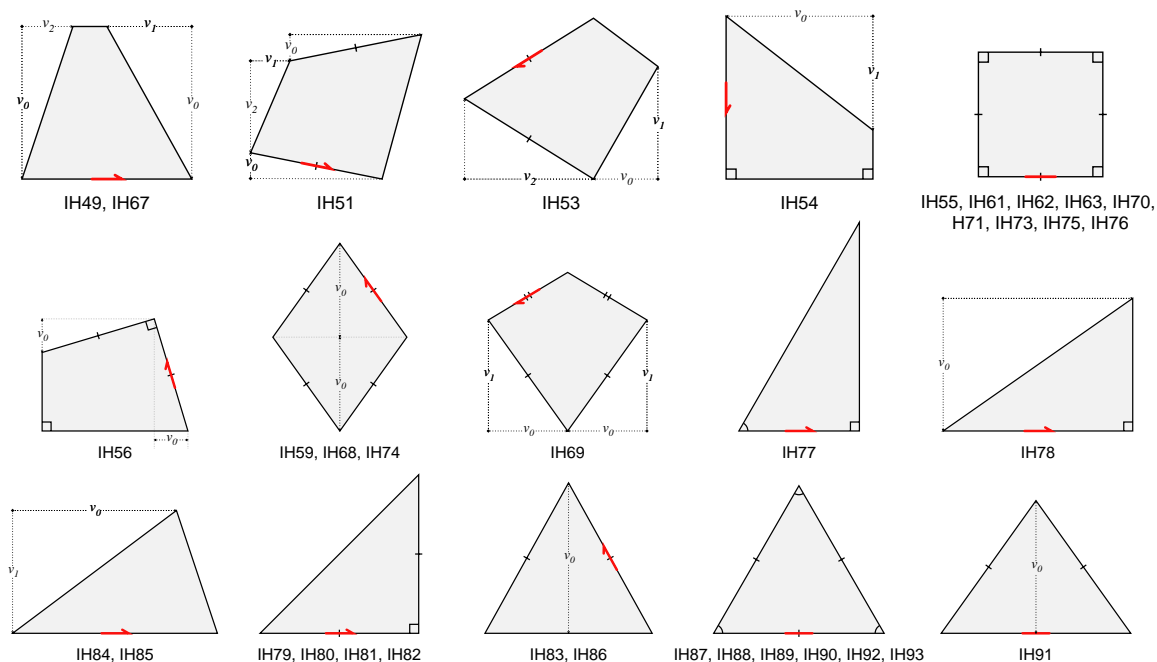 v2 v1
v0 v0
IH49, IH67
v0
v1
v2
v0
IH51
v1
v2 v0
IH53
v0
v1
IH54
IH55, IH61, IH62, IH63, IH70,
H71, IH73, IH75, IH76
v0
v0
IH56
v0
v0
IH59, IH68, IH74
v1 v1
v0 v0
IH69
IH77
v0
IH78
v0
v1
IH84, IH85
IH79, IH80, IH81, IH82
v0
IH83, IH86
IH87, IH88, IH89, IH90, IH92, IH93
v0
IH91